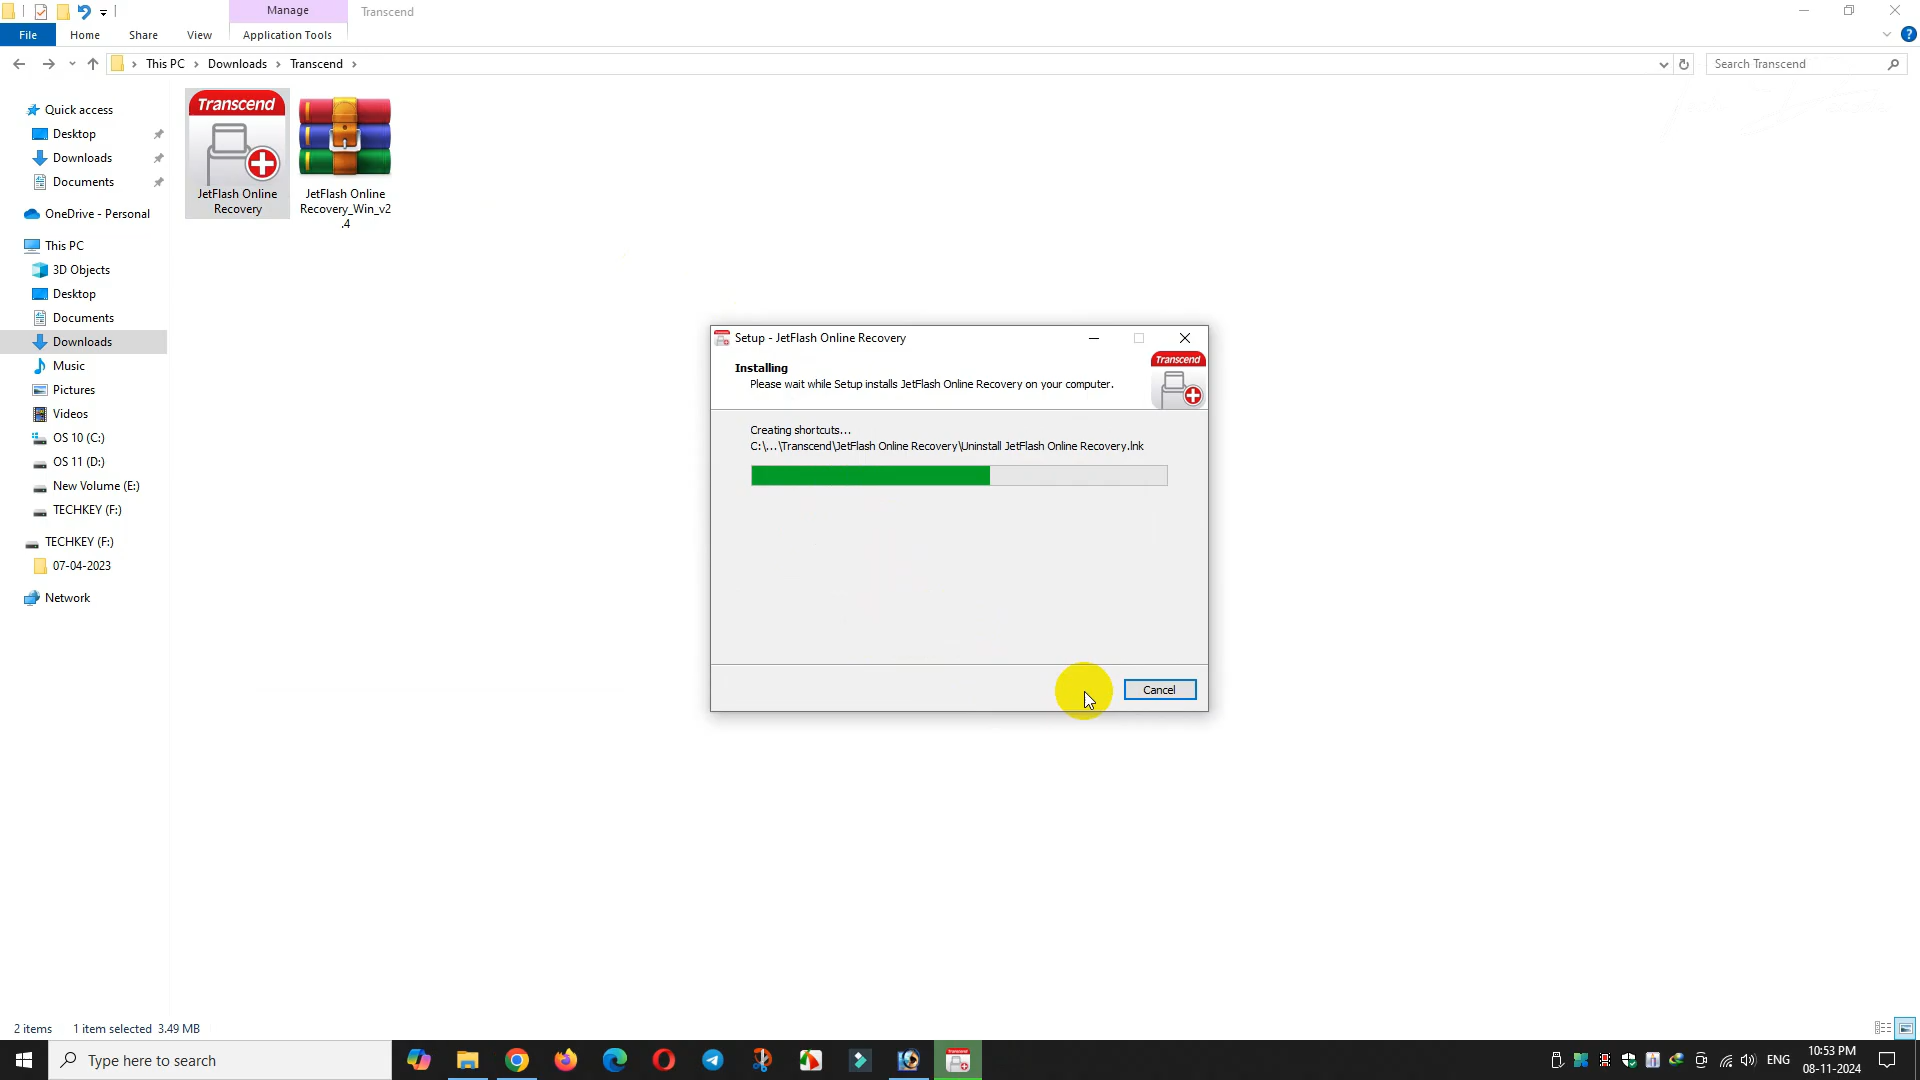 Manage
Transcend
File
Home
Share
View
Application Tools
This PC
Downloads
Transcend
Search Transcend
Quick access
Desktop
Downloads
Documents
OneDrive - Personal
This PC
3D Objects
Desktop
Documents
Downloads
Music
Pictures
Videos
OS 10 (C:)
OS 11 (D:)
New Volume (E:)
TECHKEY (F:)
TECHKEY (F:)
07-04-2023
Network
Transcend
JetFlash Online
Recovery
JetFlash Online
Recovery_Win_v2
.4
Setup - JetFlash Online Recovery
Installing
Please wait while Setup installs JetFlash Online Recovery on your computer.
Transcend
Creating shortcuts...
C:\...\Transcend\JetFlash Online Recovery\Uninstall JetFlash Online Recovery.lnk
Cancel
2 items
1 item selected 3.49 MB
Type here to search
ENG
10:53 PM
08-11-2024